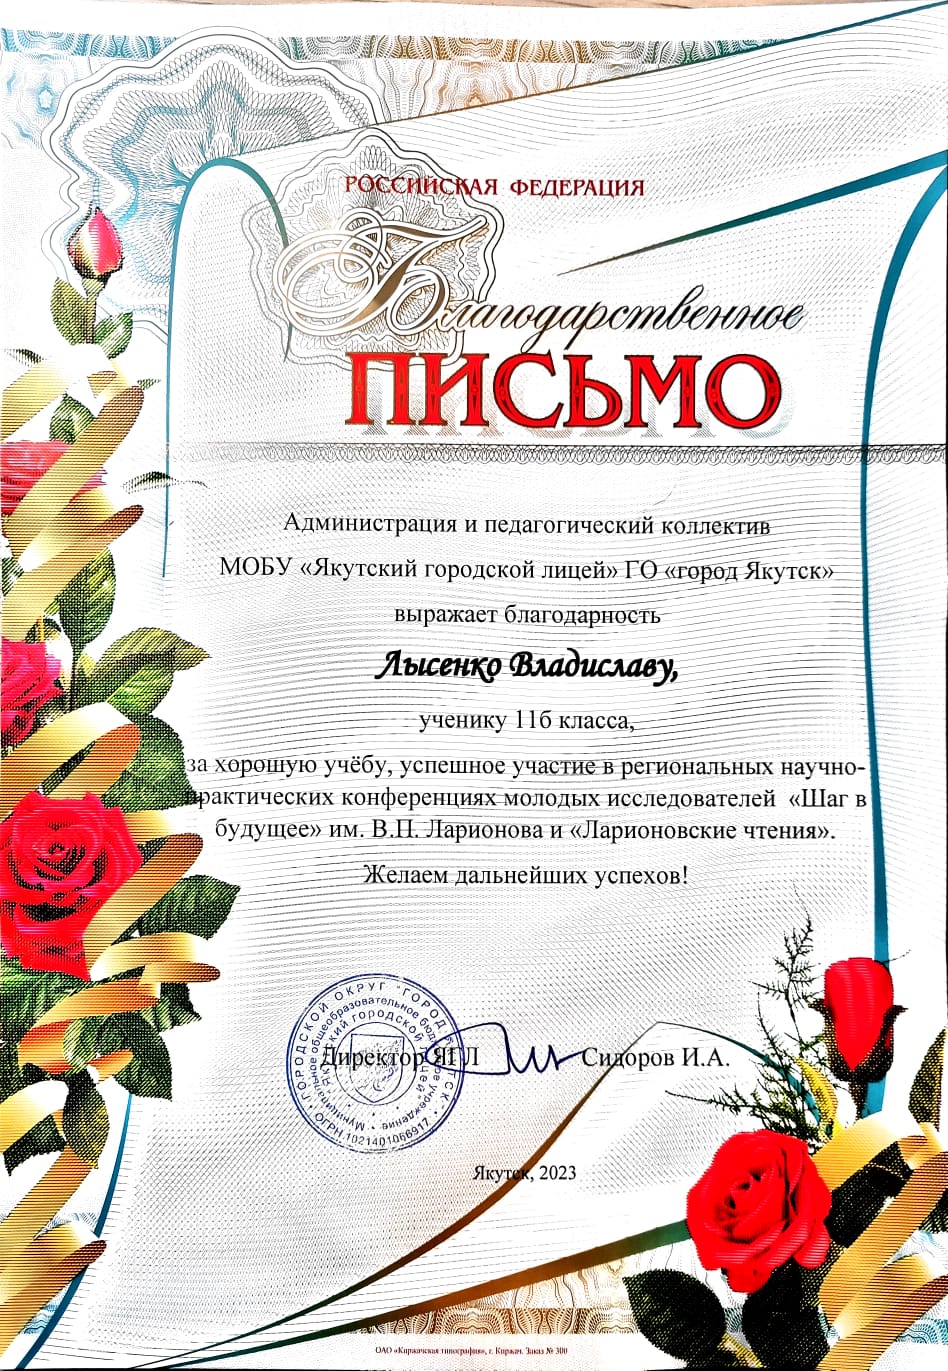 РОССИЙСКАЯ ФЕДЕРАЦИЯ
Благодарственное
ПИСЬМО
Администрация и педагогический коллектив
МОБУ «Якутский городской лицей» ГО «город Якутск»
выражает благодарность
Лысенко Владиславу,
ученику 11б класса,
за хорошую учёбу, успешное участие в региональных научно-
практических конференциях молодых исследователей «Шаг в
будущее» им. В.П. Ларионова и «Ларионовские чтения».
Желаем дальнейших успехов!
Директор ЯГЛ Сидоров И.А.
ГОРОДСКОЙ ОКРУГ "ГОРОД ЯКУТСК"
Муниципальное общеобразовательное бюджетное учреждение
"Якутский городской лицей"
ОГРН 1021401066917
Якутск, 2023
ОАО «Киржачская типография», г. Киржач. Заказ № 300